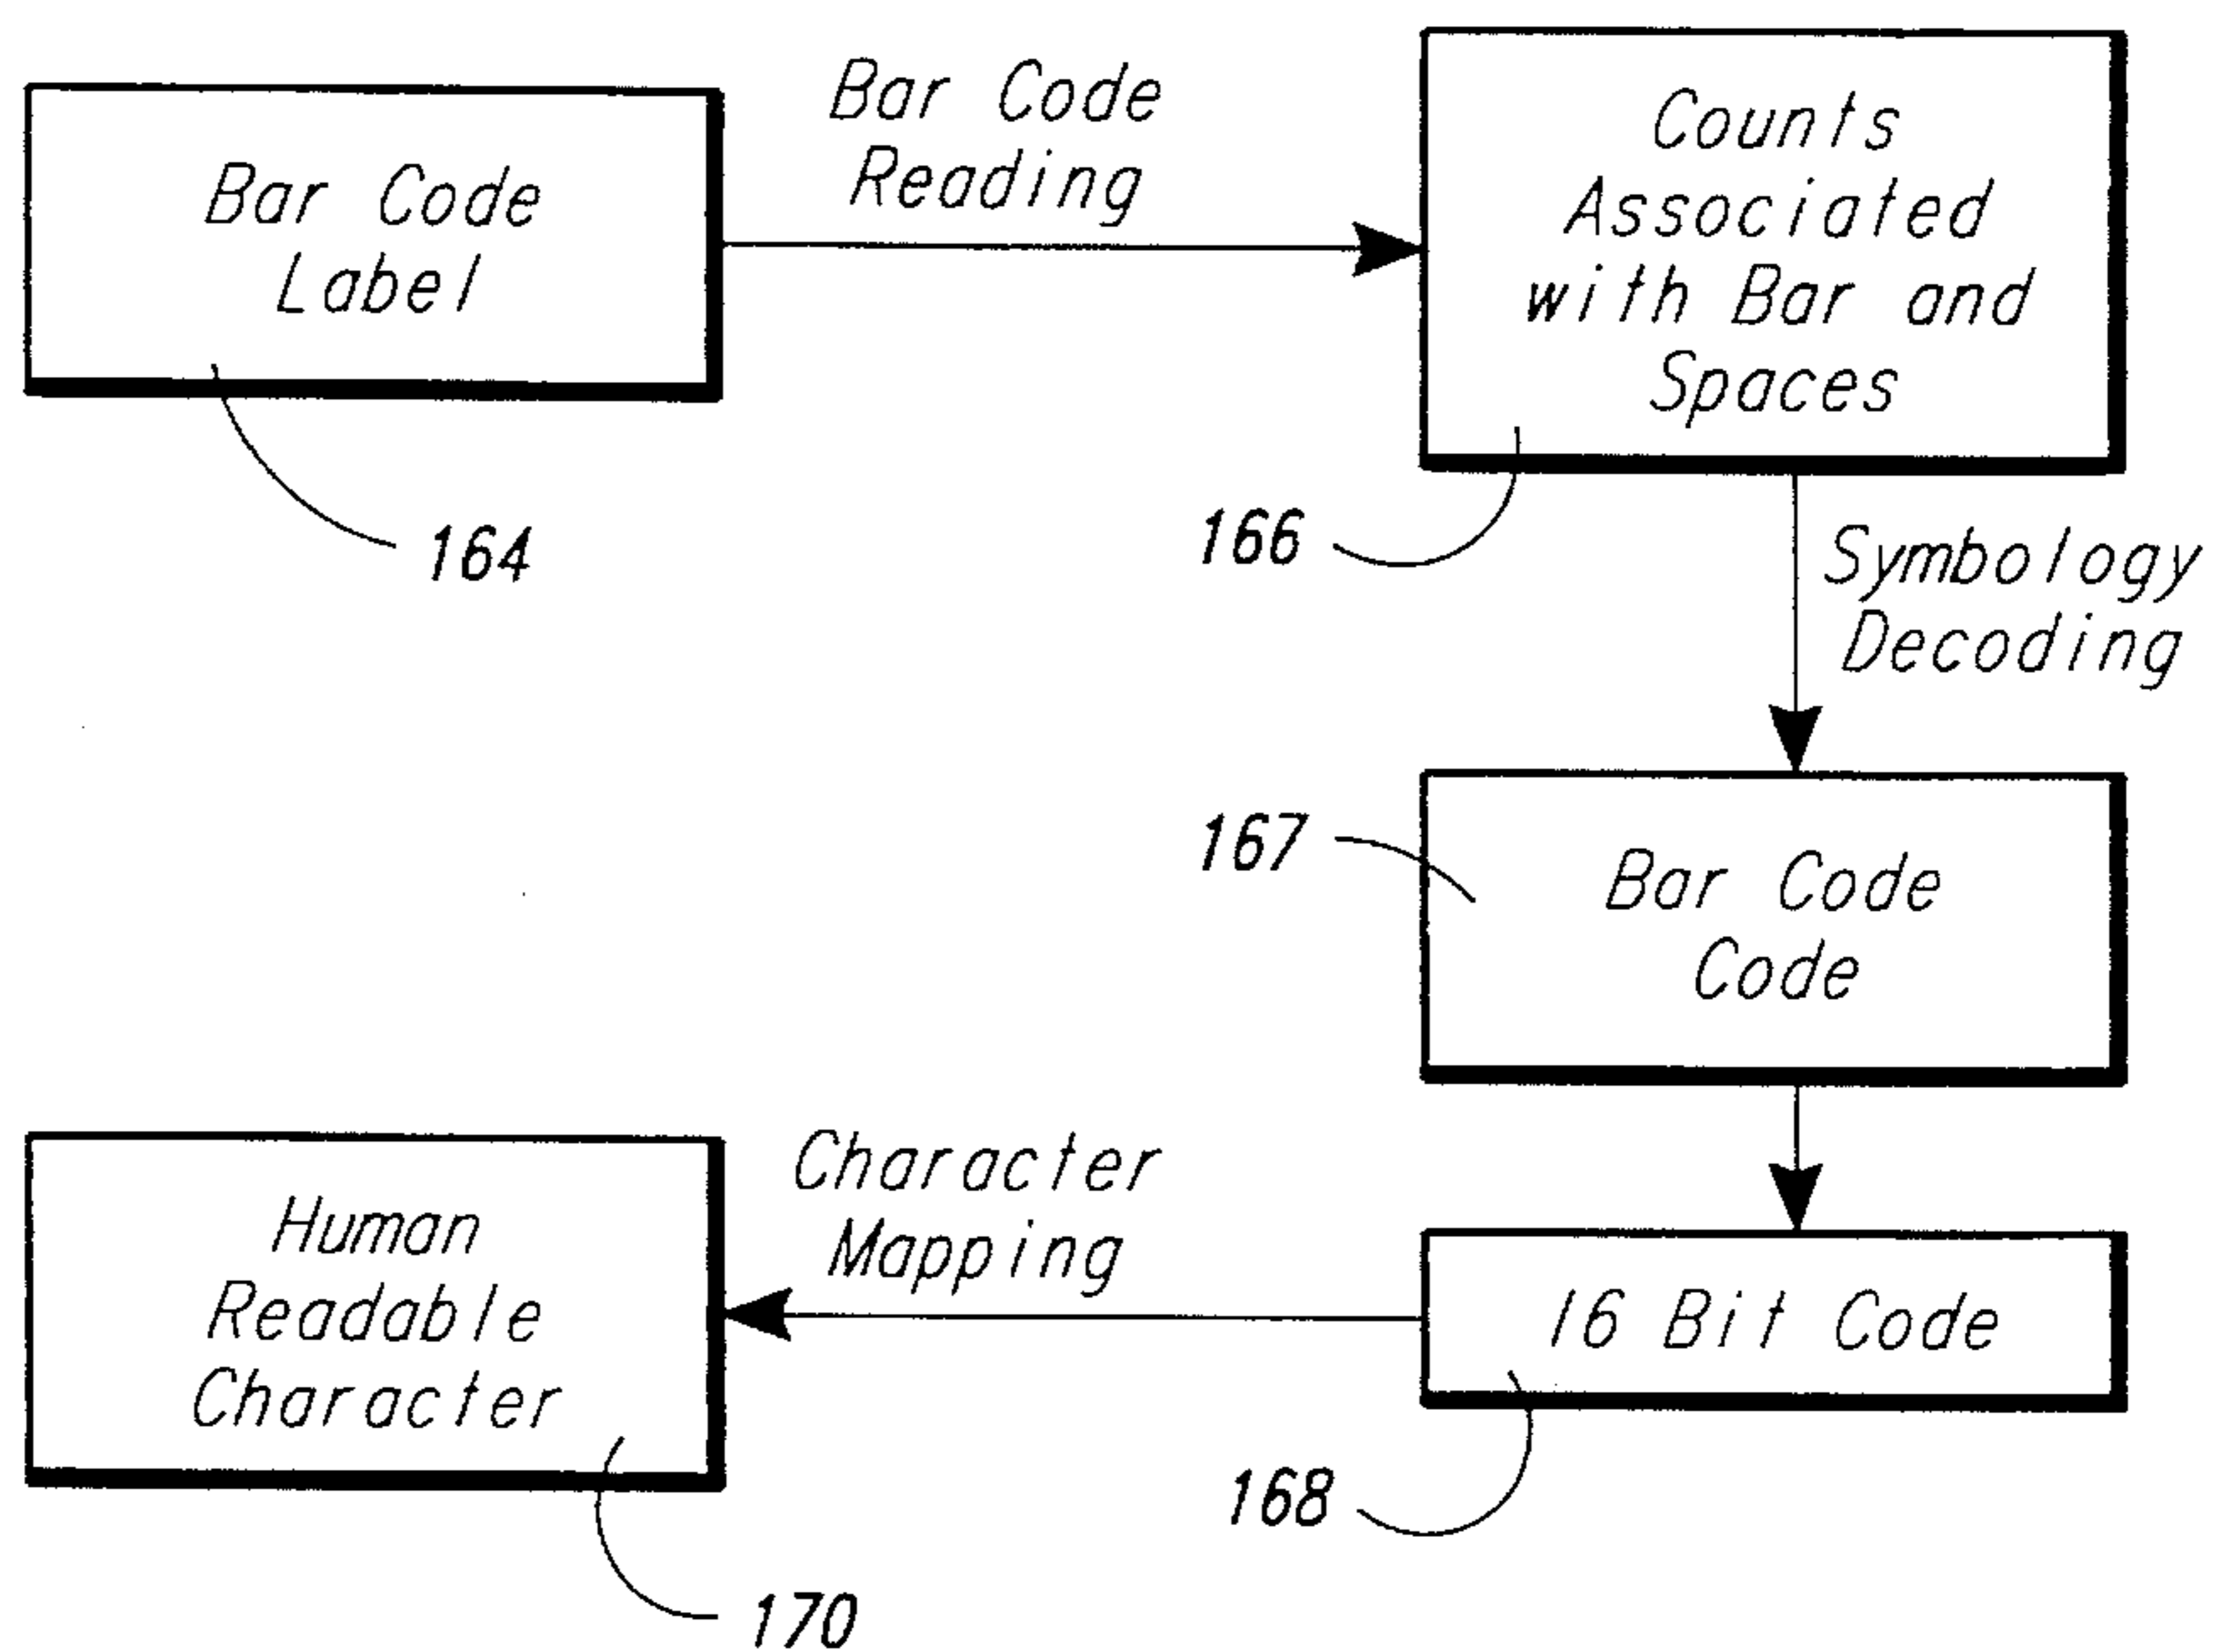 Bar Code
Label
164
Bar Code
Reading
Counts
Associated
with Bar and
Spaces
166
Symbology
Decoding
167
Bar Code
Code
16 Bit Code
168
Character
Mapping
Human
Readable
Character
170